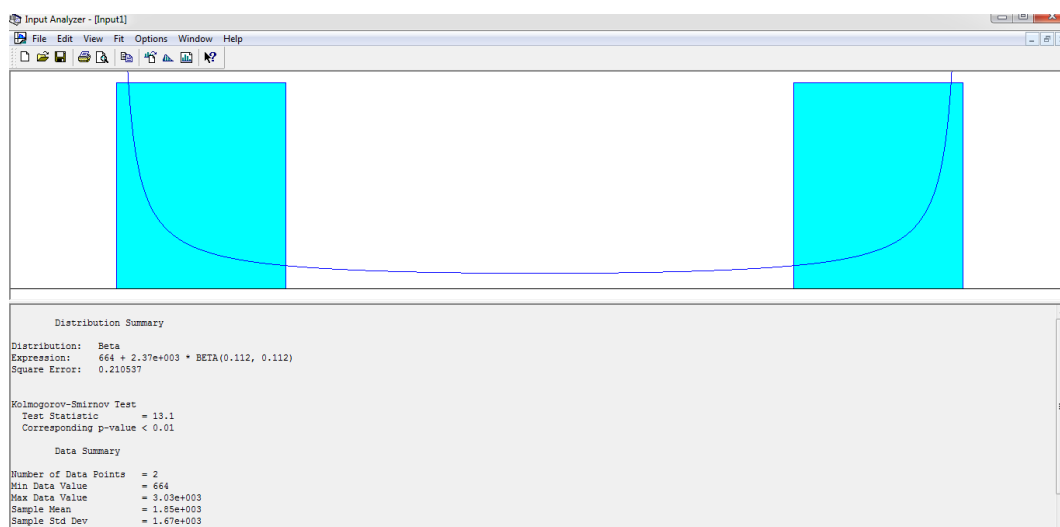 Input Analyzer - [Input1]
File Edit View Fit Options Window Help
Distribution Summary
Distribution: Beta
Expression: 664 + 2.37e+003 * BETA(0.112, 0.112)
Square Error: 0.210537
Kolmogorov-Smirnov Test
Test Statistic = 13.1
Corresponding p-value < 0.01
Data Summary
Number of Data Points = 2
Min Data Value = 664
Max Data Value = 3.03e+003
Sample Mean = 1.85e+003
Sample Std Dev = 1.67e+003